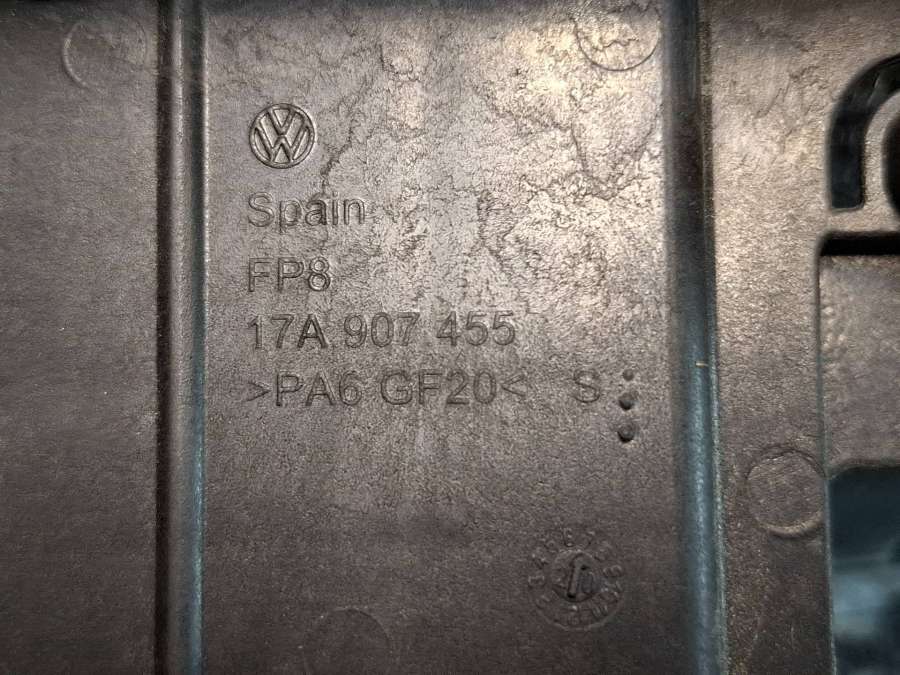 Spain
FP8
17A 907 455
>PA6 GF20< S